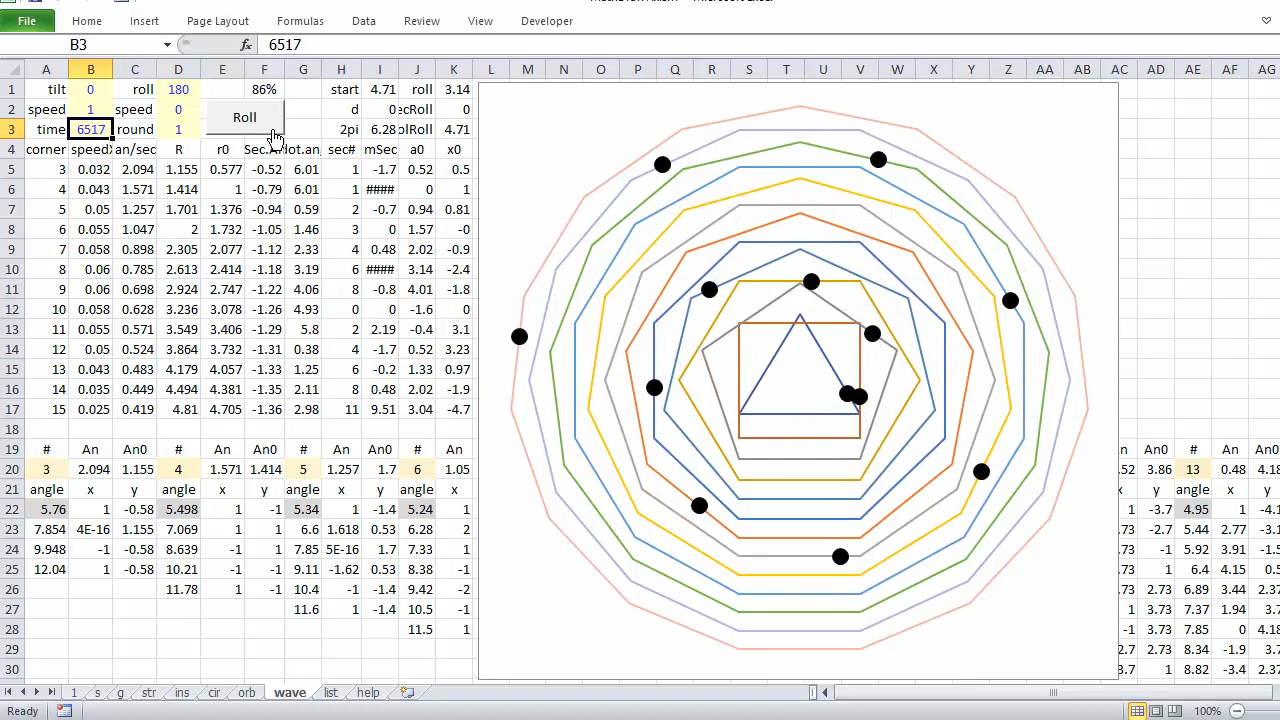 File Home Insert Page Layout Formulas Data Review View Developer
B3 fx 6517
A B C D E F G H I J K L M N O P Q R S T U V W X Y Z AA AB AC AD AE AF AG
1 tilt 0 roll 180 86% start 4.71 roll 3.14
2 speed 1 speed 0 d 0 ecRoll 0
3 time 6517 round 1 2pi 6.28 olRoll 4.71
Roll
4 corner speed an/sec R r0 Sec.A ot.an sec# mSec a0 x0
5 3 0.032 2.094 1.155 0.577 -0.52 6.01 1 -1.7 0.52 0.5
6 4 0.043 1.571 1.414 1 -0.79 6.01 1 #### 0 1
7 5 0.05 1.257 1.701 1.376 -0.94 0.59 2 -0.7 0.94 0.81
8 6 0.055 1.047 2 1.732 -1.05 1.46 3 0 1.57 -0
9 7 0.058 0.898 2.305 2.077 -1.12 2.33 4 0.48 2.02 -0.9
10 8 0.06 0.785 2.613 2.414 -1.18 3.19 6 #### 3.14 -2.4
11 9 0.06 0.698 2.924 2.747 -1.22 4.06 8 -0.8 4.01 -1.8
12 10 0.058 0.628 3.236 3.078 -1.26 4.93 0 0 -1.6 0
13 11 0.055 0.571 3.549 3.406 -1.29 5.8 2 2.19 -0.4 3.1
14 12 0.05 0.524 3.864 3.732 -1.31 0.38 4 -1.7 0.52 3.23
15 13 0.043 0.483 4.179 4.057 -1.33 1.25 6 -0.2 1.33 0.97
16 14 0.035 0.449 4.494 4.381 -1.35 2.11 8 0.48 2.02 -1.9
17 15 0.025 0.419 4.81 4.705 -1.36 2.98 11 9.51 3.04 -4.7
18
19 # An An0 # An An0 # An An0 # An An An0 # An An0
20 3 2.094 1.155 4 1.571 1.414 5 1.257 1.7 6 1.05 .52 3.86 13 0.48 4.18
21 angle x y angle x y angle x y angle x x y angle x y
22 5.76 1 -0.58 5.498 1 -1 5.34 1 -1.4 5.24 1 1 -3.7 4.95 1 -4.1
23 7.854 4E-16 1.155 7.069 1 1 6.6 1.618 0.53 6.28 2 .73 -2.7 5.44 2.77 -3.1
24 9.948 -1 -0.58 8.639 -1 1 7.85 5E-16 1.7 7.33 1 .73 -1 5.92 3.91 -1.5
25 12.04 1 -0.58 10.21 -1 -1 9.11 -1.62 0.53 8.38 -1 .73 1 6.4 4.15 0.5
26 11.78 1 -1 10.4 -1 -1.4 9.42 -2 .73 2.73 6.89 3.44 2.37
27 11.6 1 -1.4 10.5 -1 1 3.73 7.37 1.94 3.7
28 11.5 1 -1 3.73 7.85 0 4.18
29 2.7 2.73 8.34 -1.9 3.7
30 3.7 1 8.82 -3.4 2.37
1 s g str ins cir orb wave list help
Ready 100%